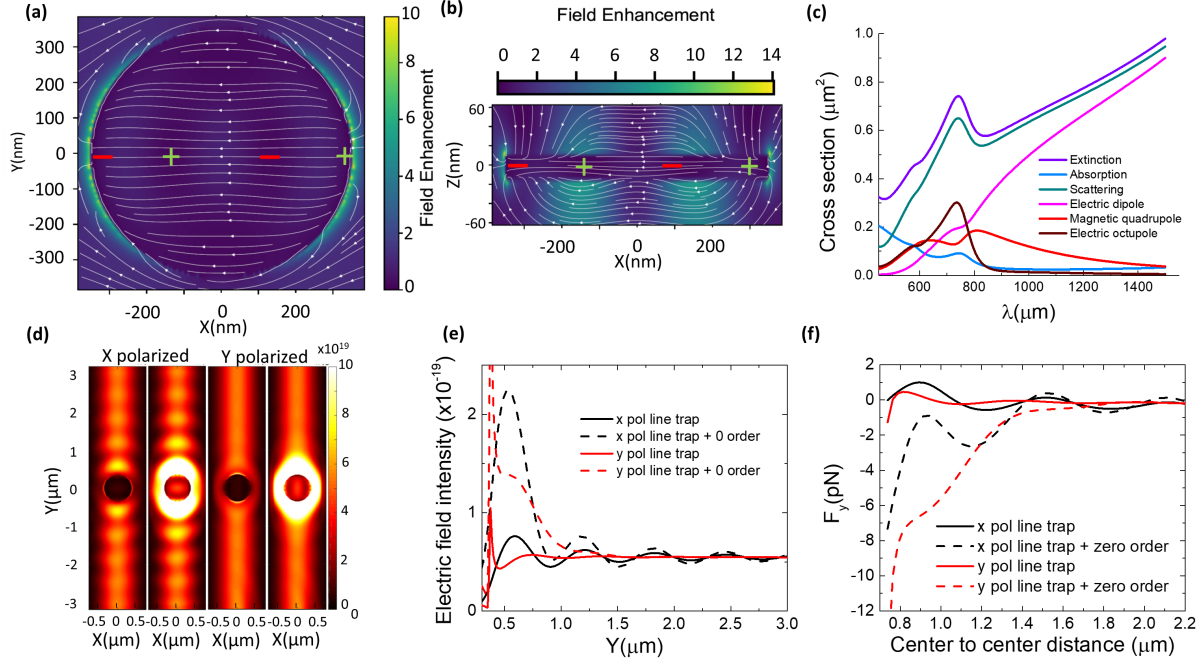 (a)
10
8
6
4
2
0
Field Enhancement
300
200
100
0
-100
-200
-300
Y(nm)
-200
0
200
X(nm)
Field Enhancement
(b)
0 2 4 6 8 10 12 14
60
0
-60
Z(nm)
-200 0 200
X(nm)
(c)
1.0
0.8
0.6
0.4
0.2
0.0
Cross section (μm²)
Extinction
Absorption
Scattering
Electric dipole
Magnetic quadrupole
Electric octupole
600 800 1000 1200 1400
λ(μm)
(d)
X polarized Y polarized
x10¹⁹
10
8
6
4
2
0
3
2
1
0
-1
-2
-3
Y(μm)
-0.5 0 0.5 -0.5 0 0.5 -0.5 0 0.5 -0.5 0 0.5
X(μm) X(μm) X(μm) X(μm)
(e)
2
1
0
Electric field intensity (x10⁻¹⁹)
x pol line trap
x pol line trap + 0 order
y pol line trap
y pol line trap + 0 order
0.5 1.0 1.5 2.0 2.5 3.0
Y(μm)
(f)
2
0
-2
-4
-6
-8
-10
-12
Fy(pN)
x pol line trap
x pol line trap + zero order
y pol line trap
y pol line trap + zero order
0.8 1.0 1.2 1.4 1.6 1.8 2.0 2.2
Center to center distance (μm)